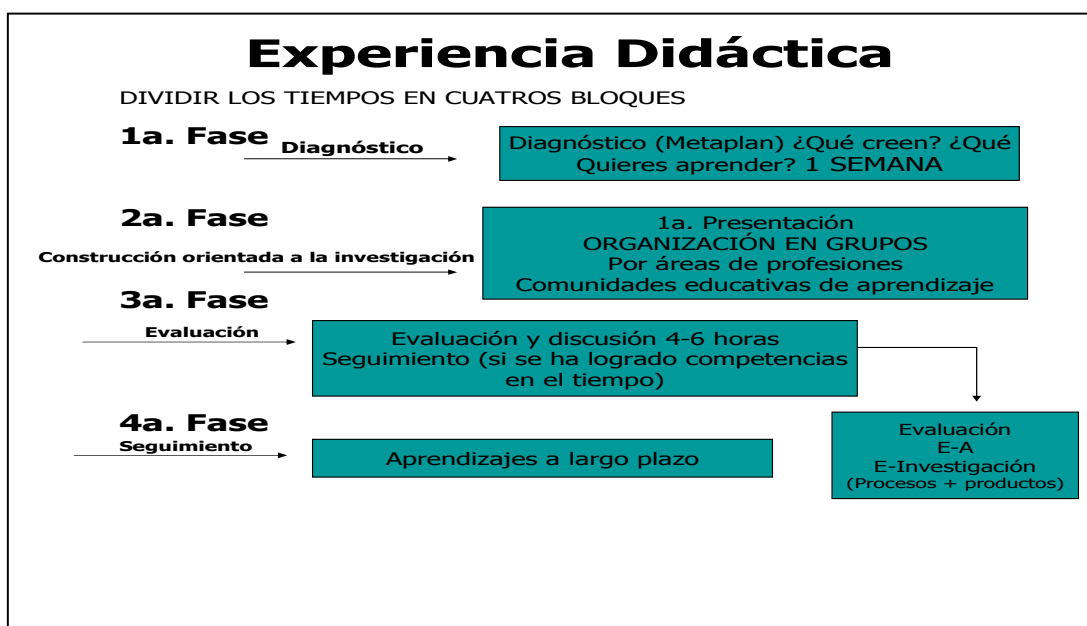 Experiencia Didáctica
DIVIDIR LOS TIEMPOS EN CUATROS BLOQUES
1a. Fase
Diagnóstico
Diagnóstico (Metaplan) ¿Qué creen? ¿Qué
Quieres aprender? 1 SEMANA
2a. Fase
Construcción orientada a la investigación
1a. Presentación
ORGANIZACIÓN EN GRUPOS
Por áreas de profesiones
Comunidades educativas de aprendizaje
3a. Fase
Evaluación
Evaluación y discusión 4-6 horas
Seguimiento (si se ha logrado competencias
en el tiempo)
4a. Fase
Seguimiento
Aprendizajes a largo plazo
Evaluación
E-A
E-Investigación
(Procesos + productos)